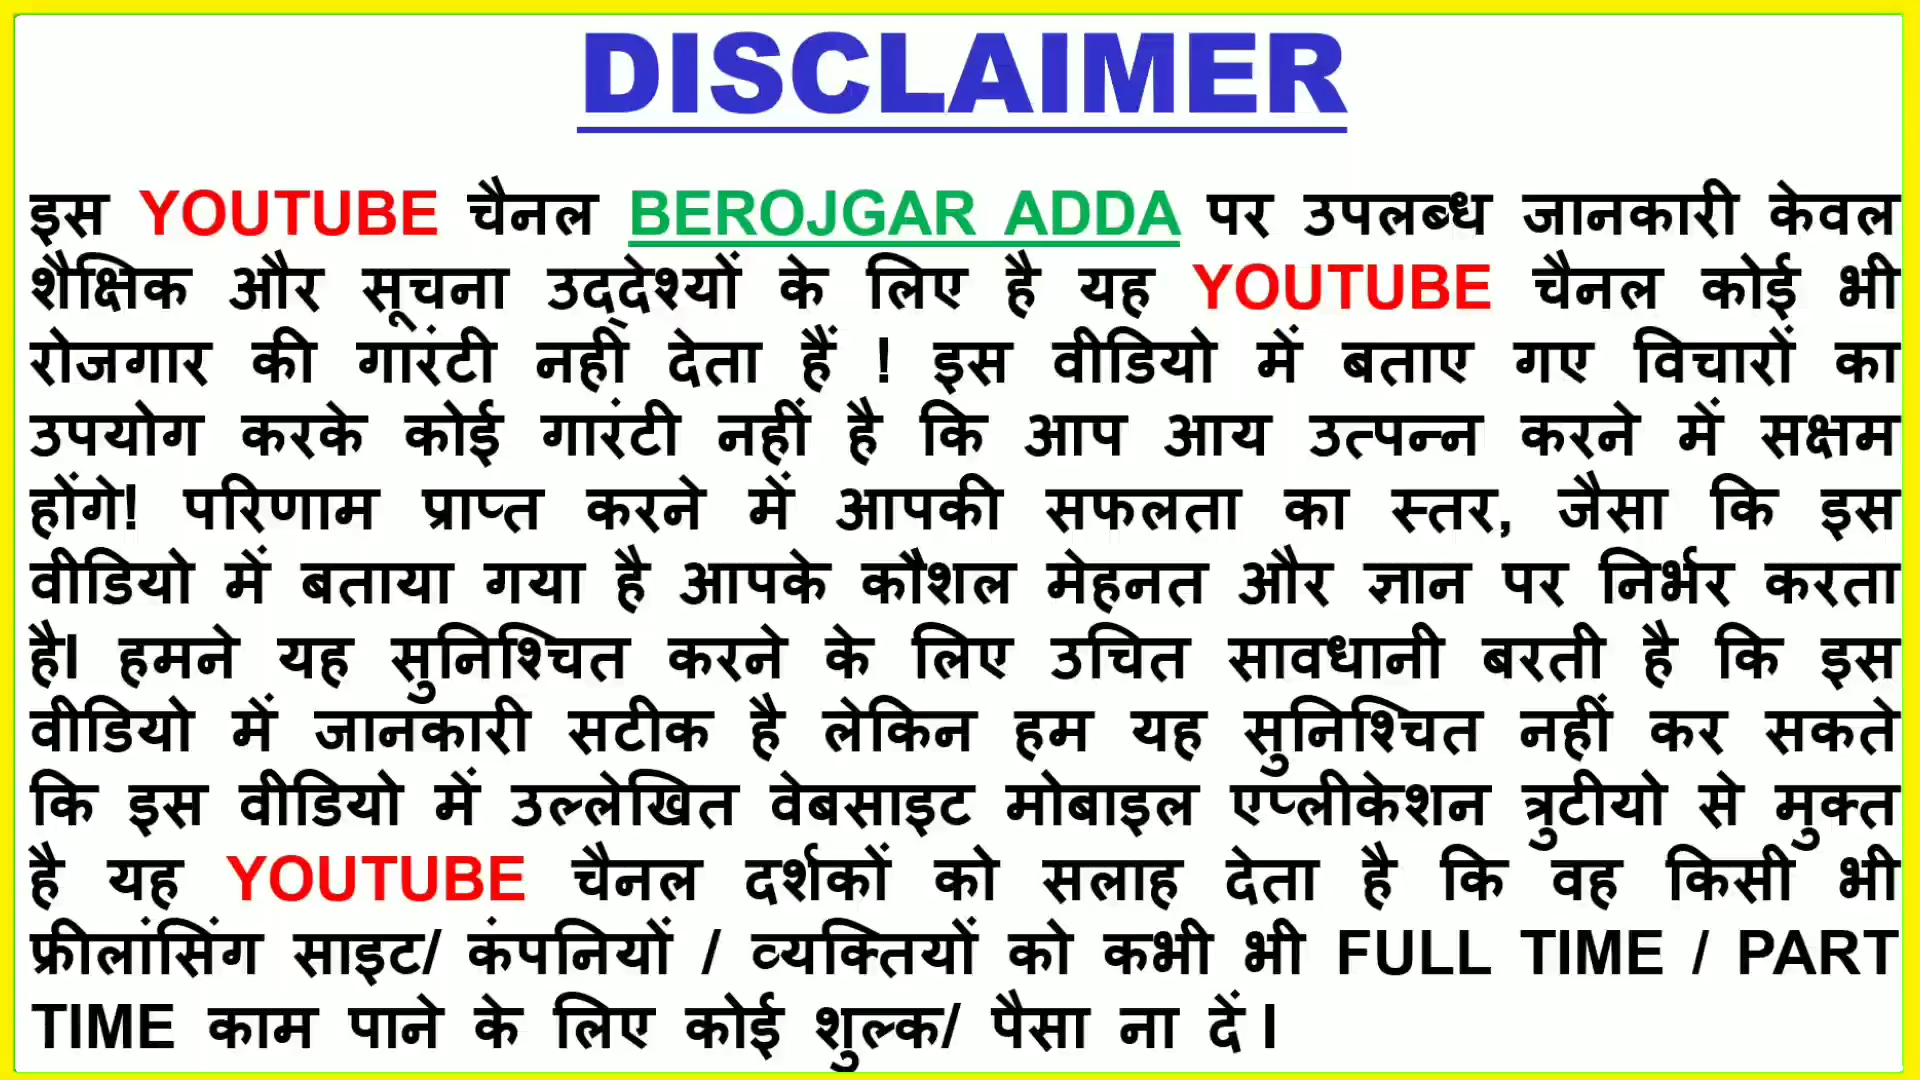 DISCLAIMER
इस YOUTUBE चैनल BEROJGAR ADDA पर उपलब्ध जानकारी केवल
शैक्षिक और सूचना उद्देश्यों के लिए है यह YOUTUBE चैनल कोई भी
रोजगार की गारंटी नहीं देता हैं ! इस वीडियो में बताए गए विचारों का
उपयोग करके कोई गारंटी नहीं है कि आप आय उत्पन्न करने में सक्षम
होंगे! परिणाम प्राप्त करने में आपकी सफलता का स्तर, जैसा कि इस
वीडियो में बताया गया है आपके कौशल मेहनत और ज्ञान पर निर्भर करता
है। हमने यह सुनिश्चित करने के लिए उचित सावधानी बरती है कि इस
वीडियो में जानकारी सटीक है लेकिन हम यह सुनिश्चित नहीं कर सकते
कि इस वीडियो में उल्लेखित वेबसाइट मोबाइल एप्लीकेशन त्रुटीयो से मुक्त
है यह YOUTUBE चैनल दर्शकों को सलाह देता है कि वह किसी भी
फ्रीलांसिंग साइट/ कंपनियों / व्यक्तियों को कभी भी FULL TIME / PART
TIME काम पाने के लिए कोई शुल्क/ पैसा ना दें।